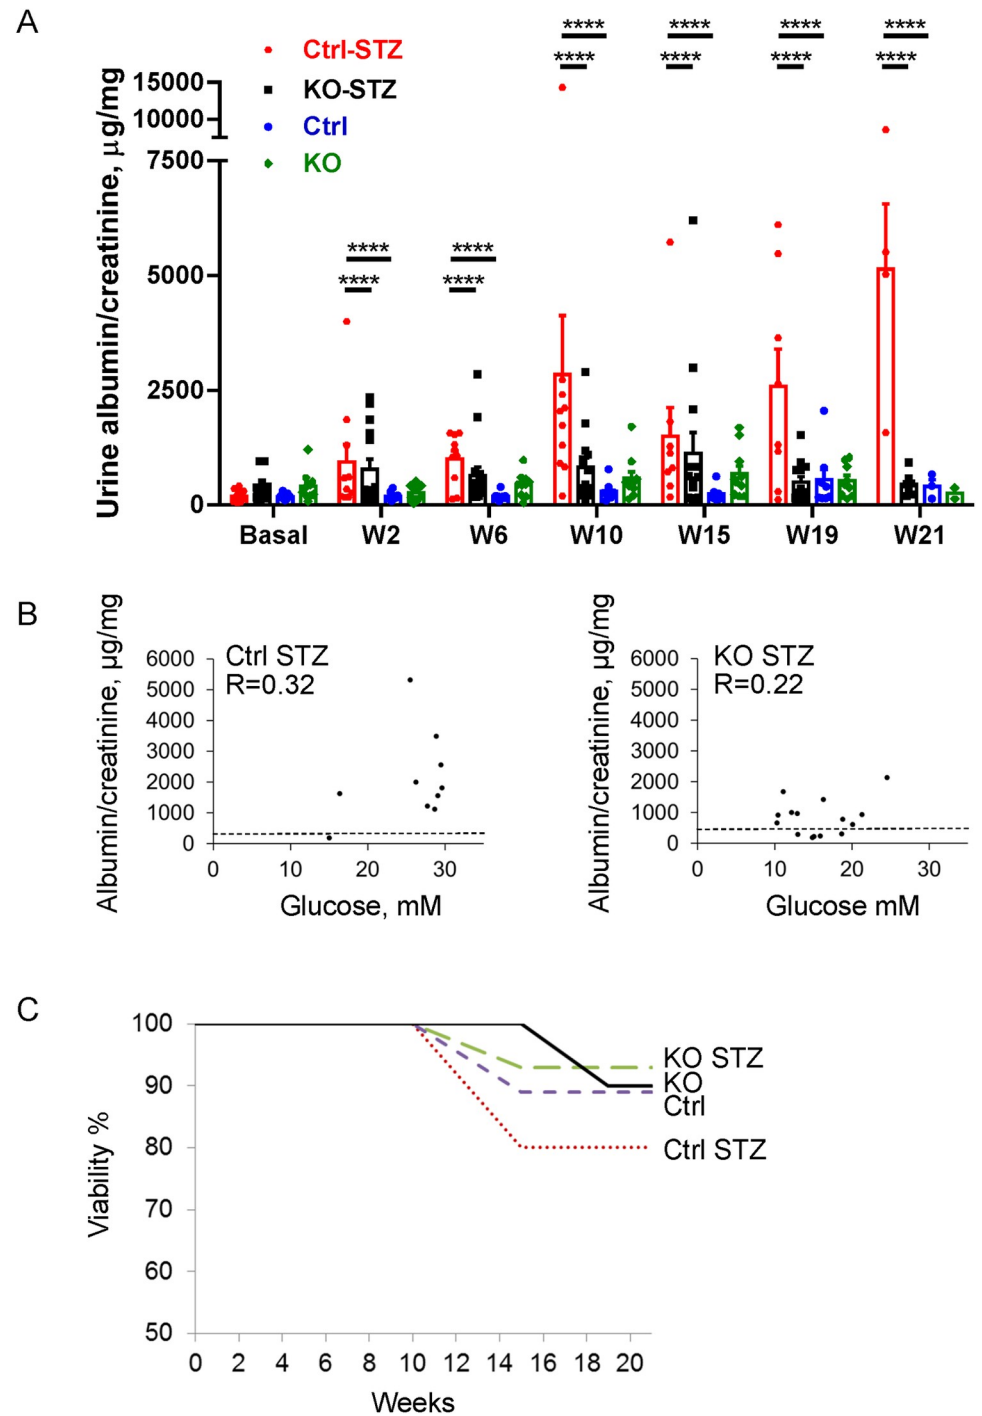 A
Ctrl-STZ
KO-STZ
Ctrl
KO
Urine albumin/creatinine, µg/mg
15000
10000
7500
5000
2500
0
**** **** **** ****
**** **** **** ****
**** ****
**** ****
Basal W2 W6 W10 W15 W19 W21
B
Albumin/creatinine, µg/mg
Ctrl STZ
R=0.32
6000
5000
4000
3000
2000
1000
0
0 10 20 30
Glucose, mM
Albumin/creatinine, µg/mg
KO STZ
R=0.22
6000
5000
4000
3000
2000
1000
0
0 10 20 30
Glucose mM
C
Viability %
100
90
80
70
60
50
KO STZ
KO
Ctrl
Ctrl STZ
0 2 4 6 8 10 12 14 16 18 20
Weeks